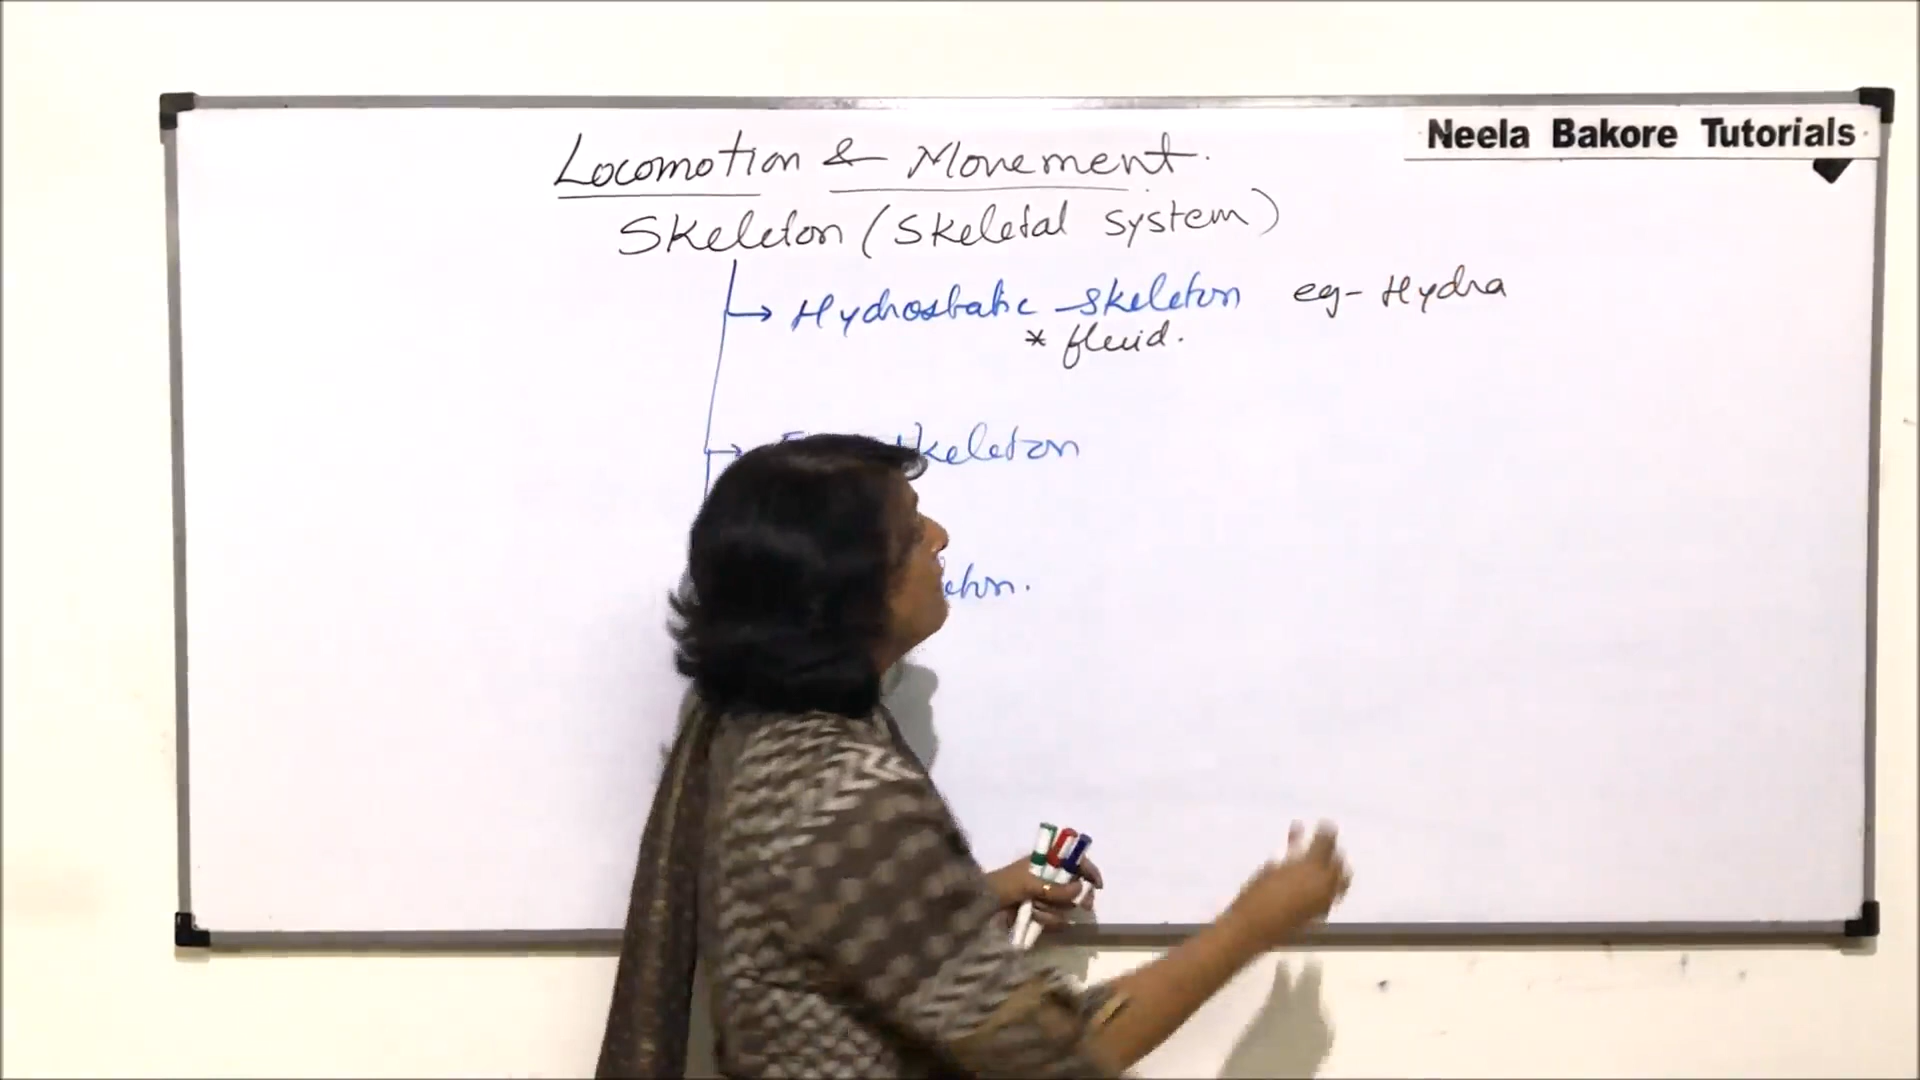 Neela Bakore Tutorials
Locomotion & Movement.
Skeleton (Skeletal system)
Hydrostatic skeleton eg- Hydra
* fluid.
skeleton